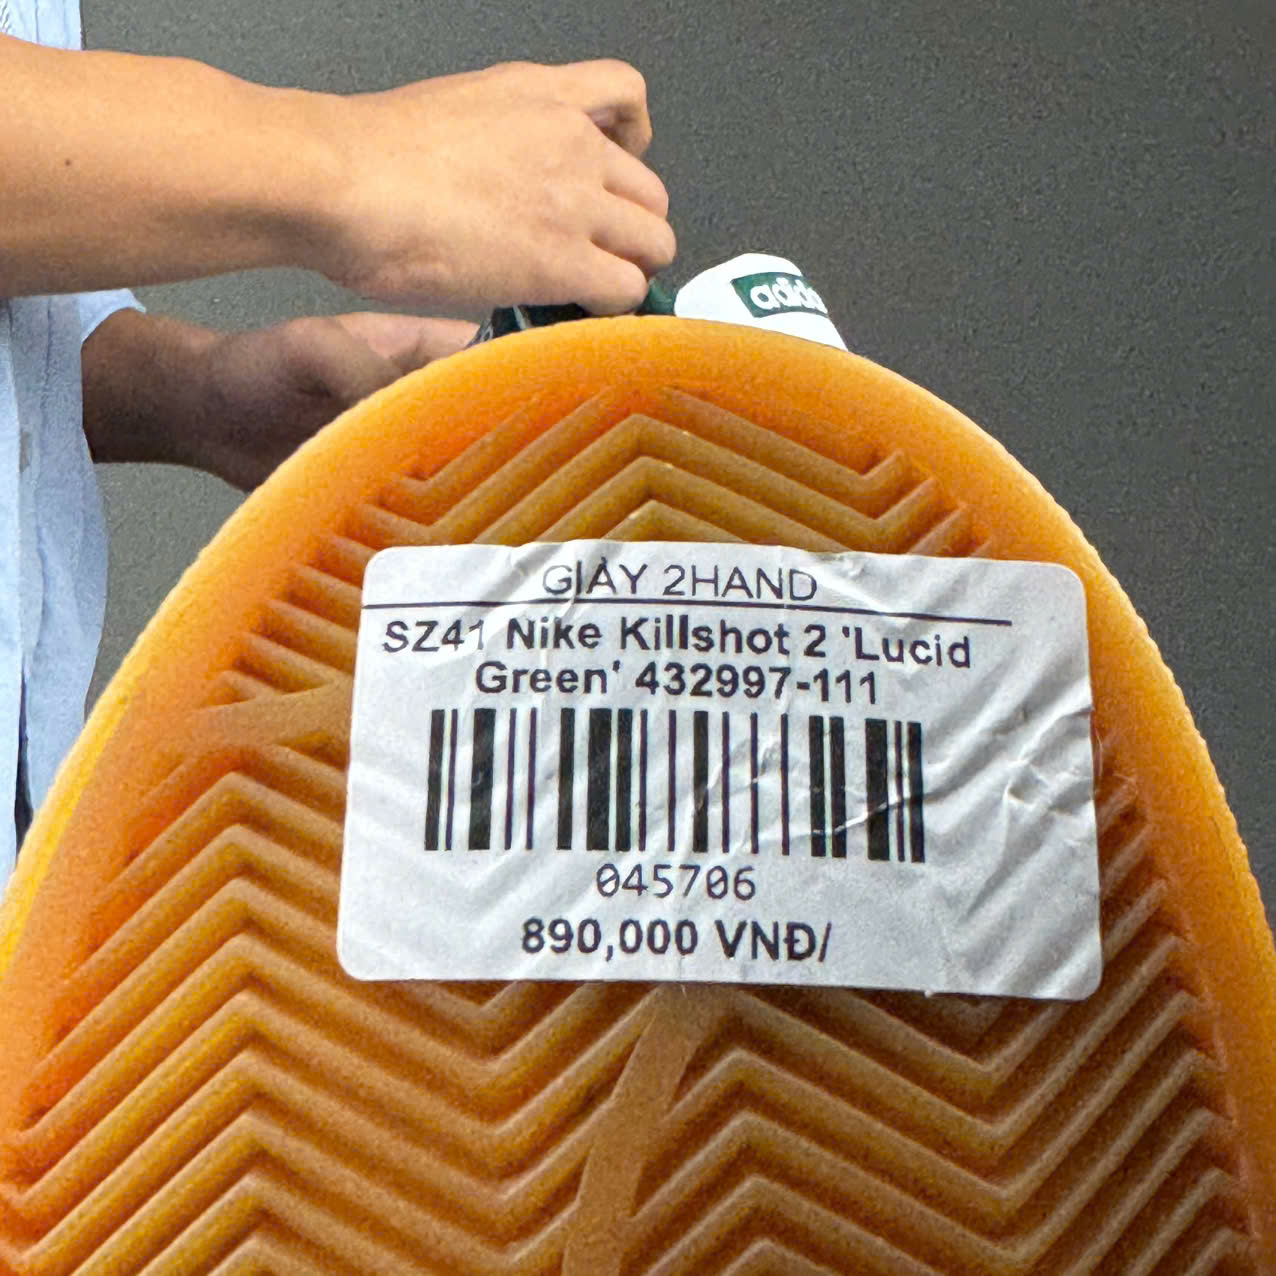 adidas
GIÀY 2HAND
SZ41 Nike Killshot 2 'Lucid
Green' 432997-111
045706
890,000 VNĐ/